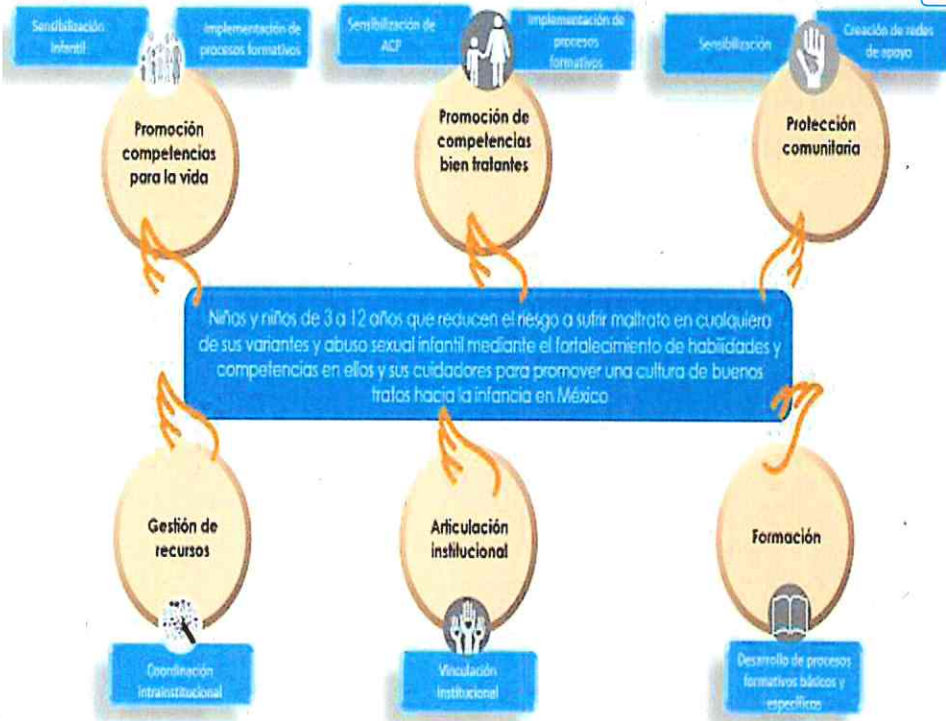 Sensibilización
Infantil
Implementación de
procesos formativos
Sensibilización de
ACP
Implementación de
procesos
formativos
Sensibilización
Creación de redes
de apoyo
Promoción
competencias
para la vida
Promoción de
competencias
bien tratantes
Protección
comunitaria
Niños y niños de 3 a 12 años que reducen el riesgo a sufrir maltrato en cualquiera
de sus variantes y abuso sexual infantil mediante el fortalecimiento de habilidades y
competencias en ellos y sus cuidadores para promover una cultura de buenos
tratos hacia la infancia en México
Gestión de
recursos
Articulación
institucional
Formación
Coordinación
intrainstitucional
Vinculación
institucional
Desarrollo de procesos
formativos básicos y
específicos